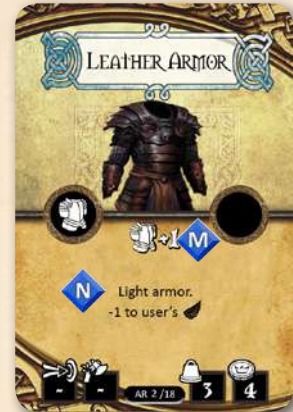 LEATHER ARMOR
+1 M
N Light armor.
-1 to user's
- - AR 2 /18 3 4